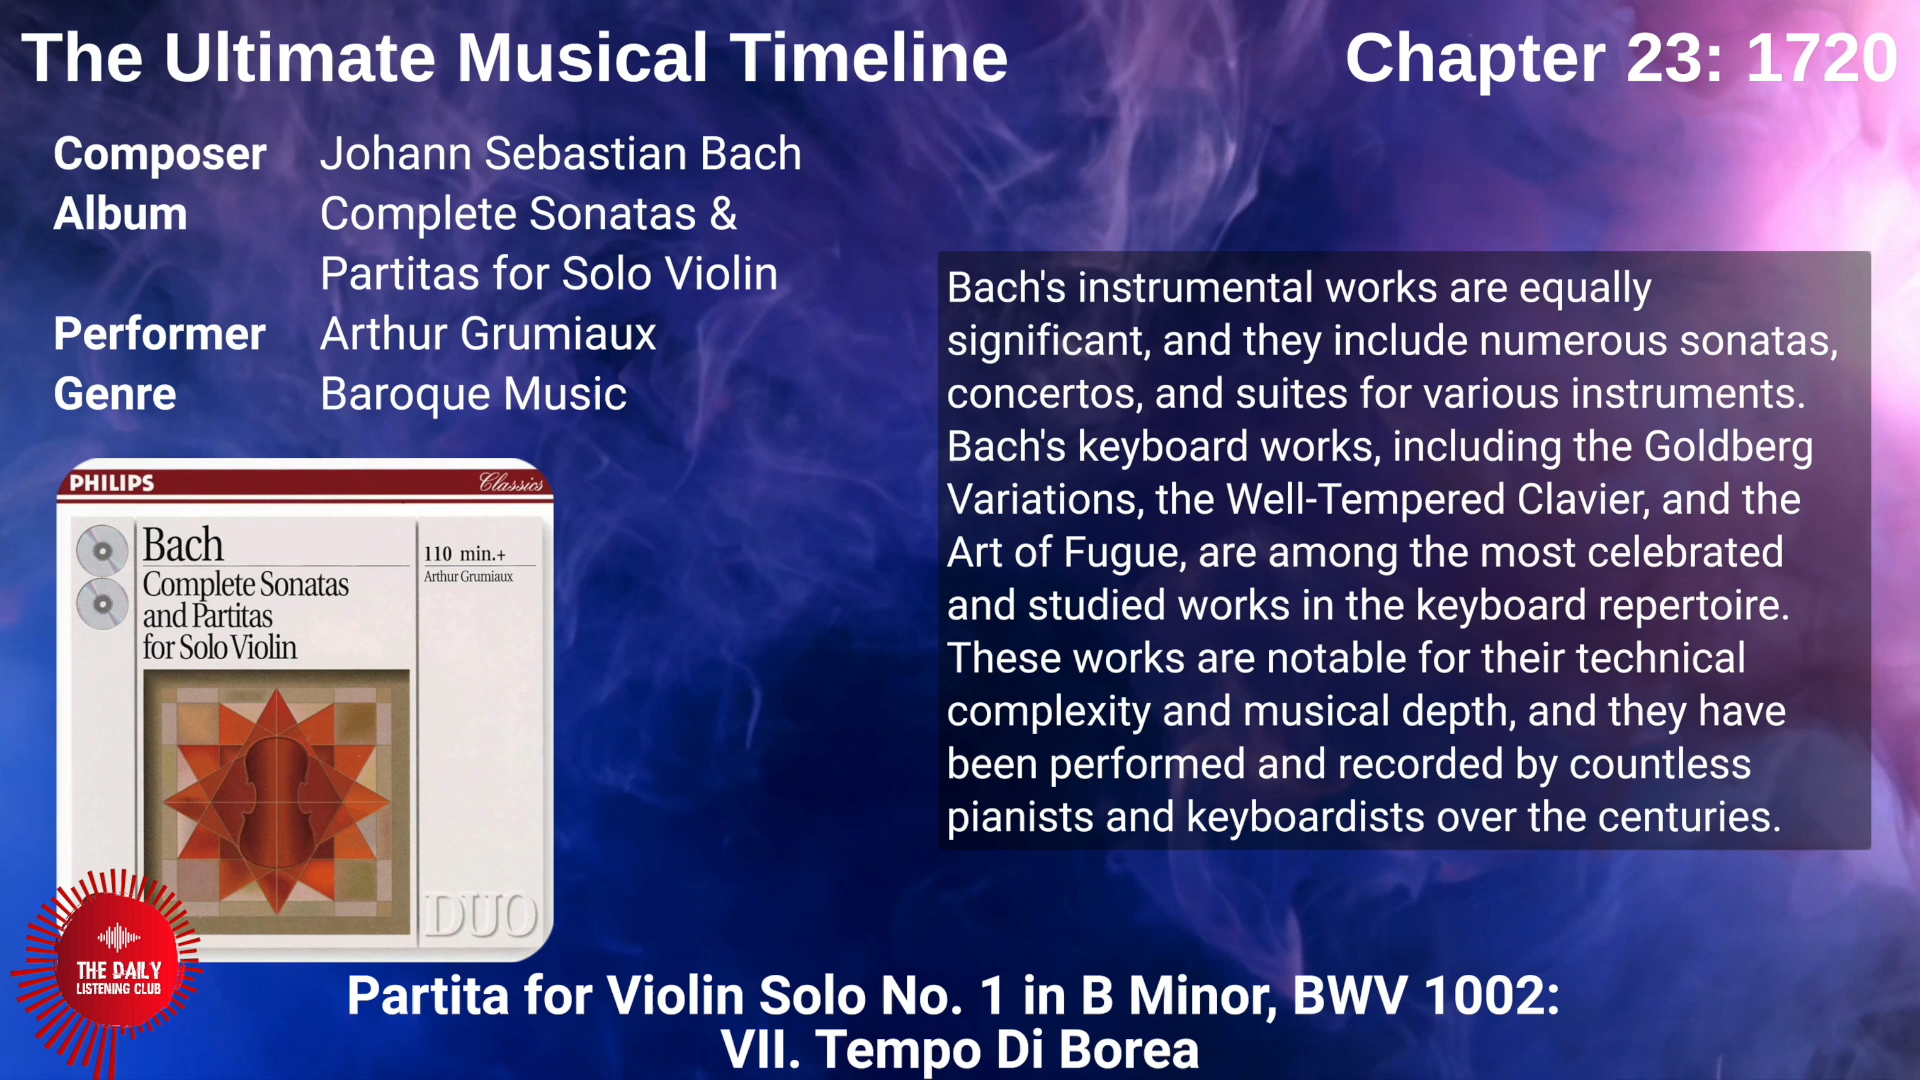 The Ultimate Musical Timeline
Chapter 23: 1720
Composer Johann Sebastian Bach
Album Complete Sonatas &
Partitas for Solo Violin
Performer Arthur Grumiaux
Genre Baroque Music
PHILIPS Classics
Bach
Complete Sonatas
and Partitas
for Solo Violin
110 min.+
Arthur Grumiaux
DUO
THE DAILY
LISTENING CLUB
Bach's instrumental works are equally
significant, and they include numerous sonatas,
concertos, and suites for various instruments.
Bach's keyboard works, including the Goldberg
Variations, the Well-Tempered Clavier, and the
Art of Fugue, are among the most celebrated
and studied works in the keyboard repertoire.
These works are notable for their technical
complexity and musical depth, and they have
been performed and recorded by countless
pianists and keyboardists over the centuries.
Partita for Violin Solo No. 1 in B Minor, BWV 1002:
VII. Tempo Di Borea